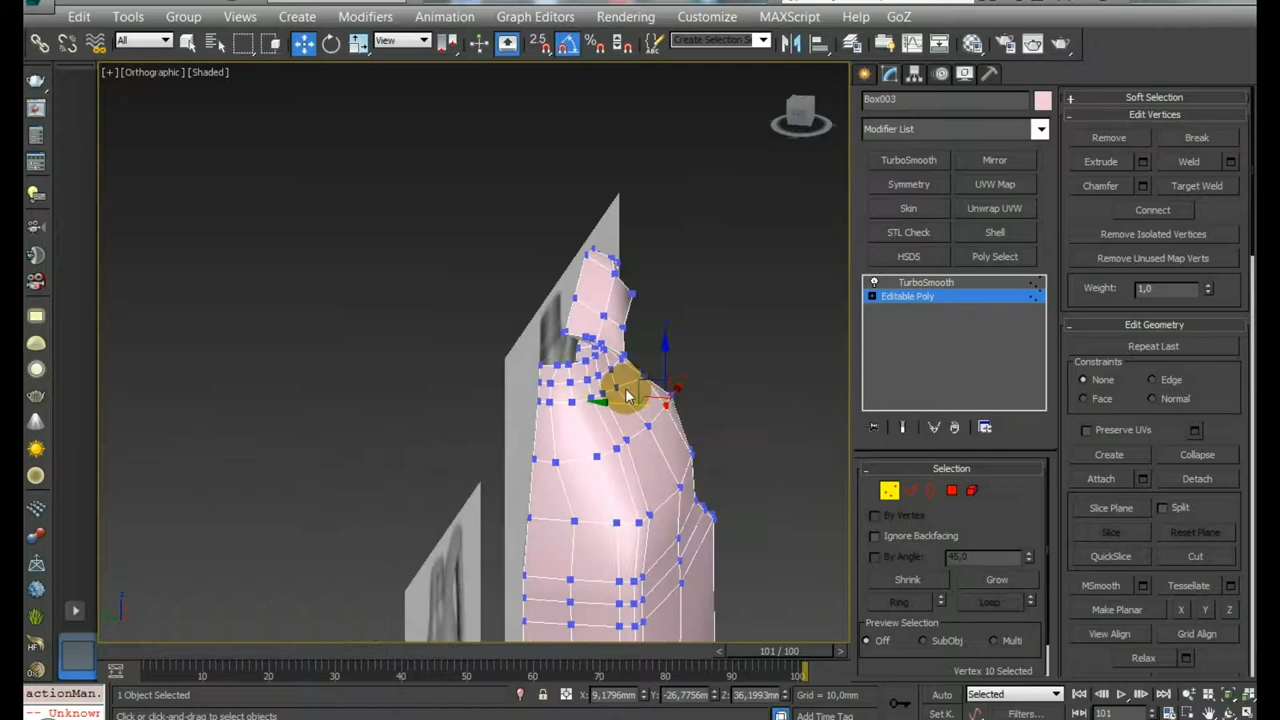 Edit Tools Group Views Create Modifiers Animation Graph Editors Rendering Customize MAXScript Help GoZ
All View 2.5 Create Selection Se
[+] [Orthographic] [Shaded]
Box003
Modifier List
TurboSmooth Mirror
Symmetry UVW Map
Skin Unwrap UVW
STL Check Shell
HSDS Poly Select
TurboSmooth
Editable Poly
Selection
By Vertex
Ignore Backfacing
By Angle: 45,0
Shrink Grow
Ring Loop
Preview Selection
Off SubObj Multi
Vertex 10 Selected
Soft Selection
Edit Vertices
Remove Break
Extrude Weld
Chamfer Target Weld
Connect
Remove Isolated Vertices
Remove Unused Map Verts
Weight: 1,0
Edit Geometry
Repeat Last
Constraints
None Edge
Face Normal
Preserve UVs
Create Collapse
Attach Detach
Slice Plane Split
Slice Reset Plane
QuickSlice Cut
MSmooth Tessellate
Make Planar X Y Z
View Align Grid Align
Relax
101 / 100
10 20 30 40 50 60 70 80 90 100
actionMan. 1 Object Selected X: 9,1796mm Y: -26,7756m Z: 36,1993m Grid = 10,0mm Auto Selected
-- Unknown Click or click-and-drag to select objects Add Time Tag Set K. Filters... 101